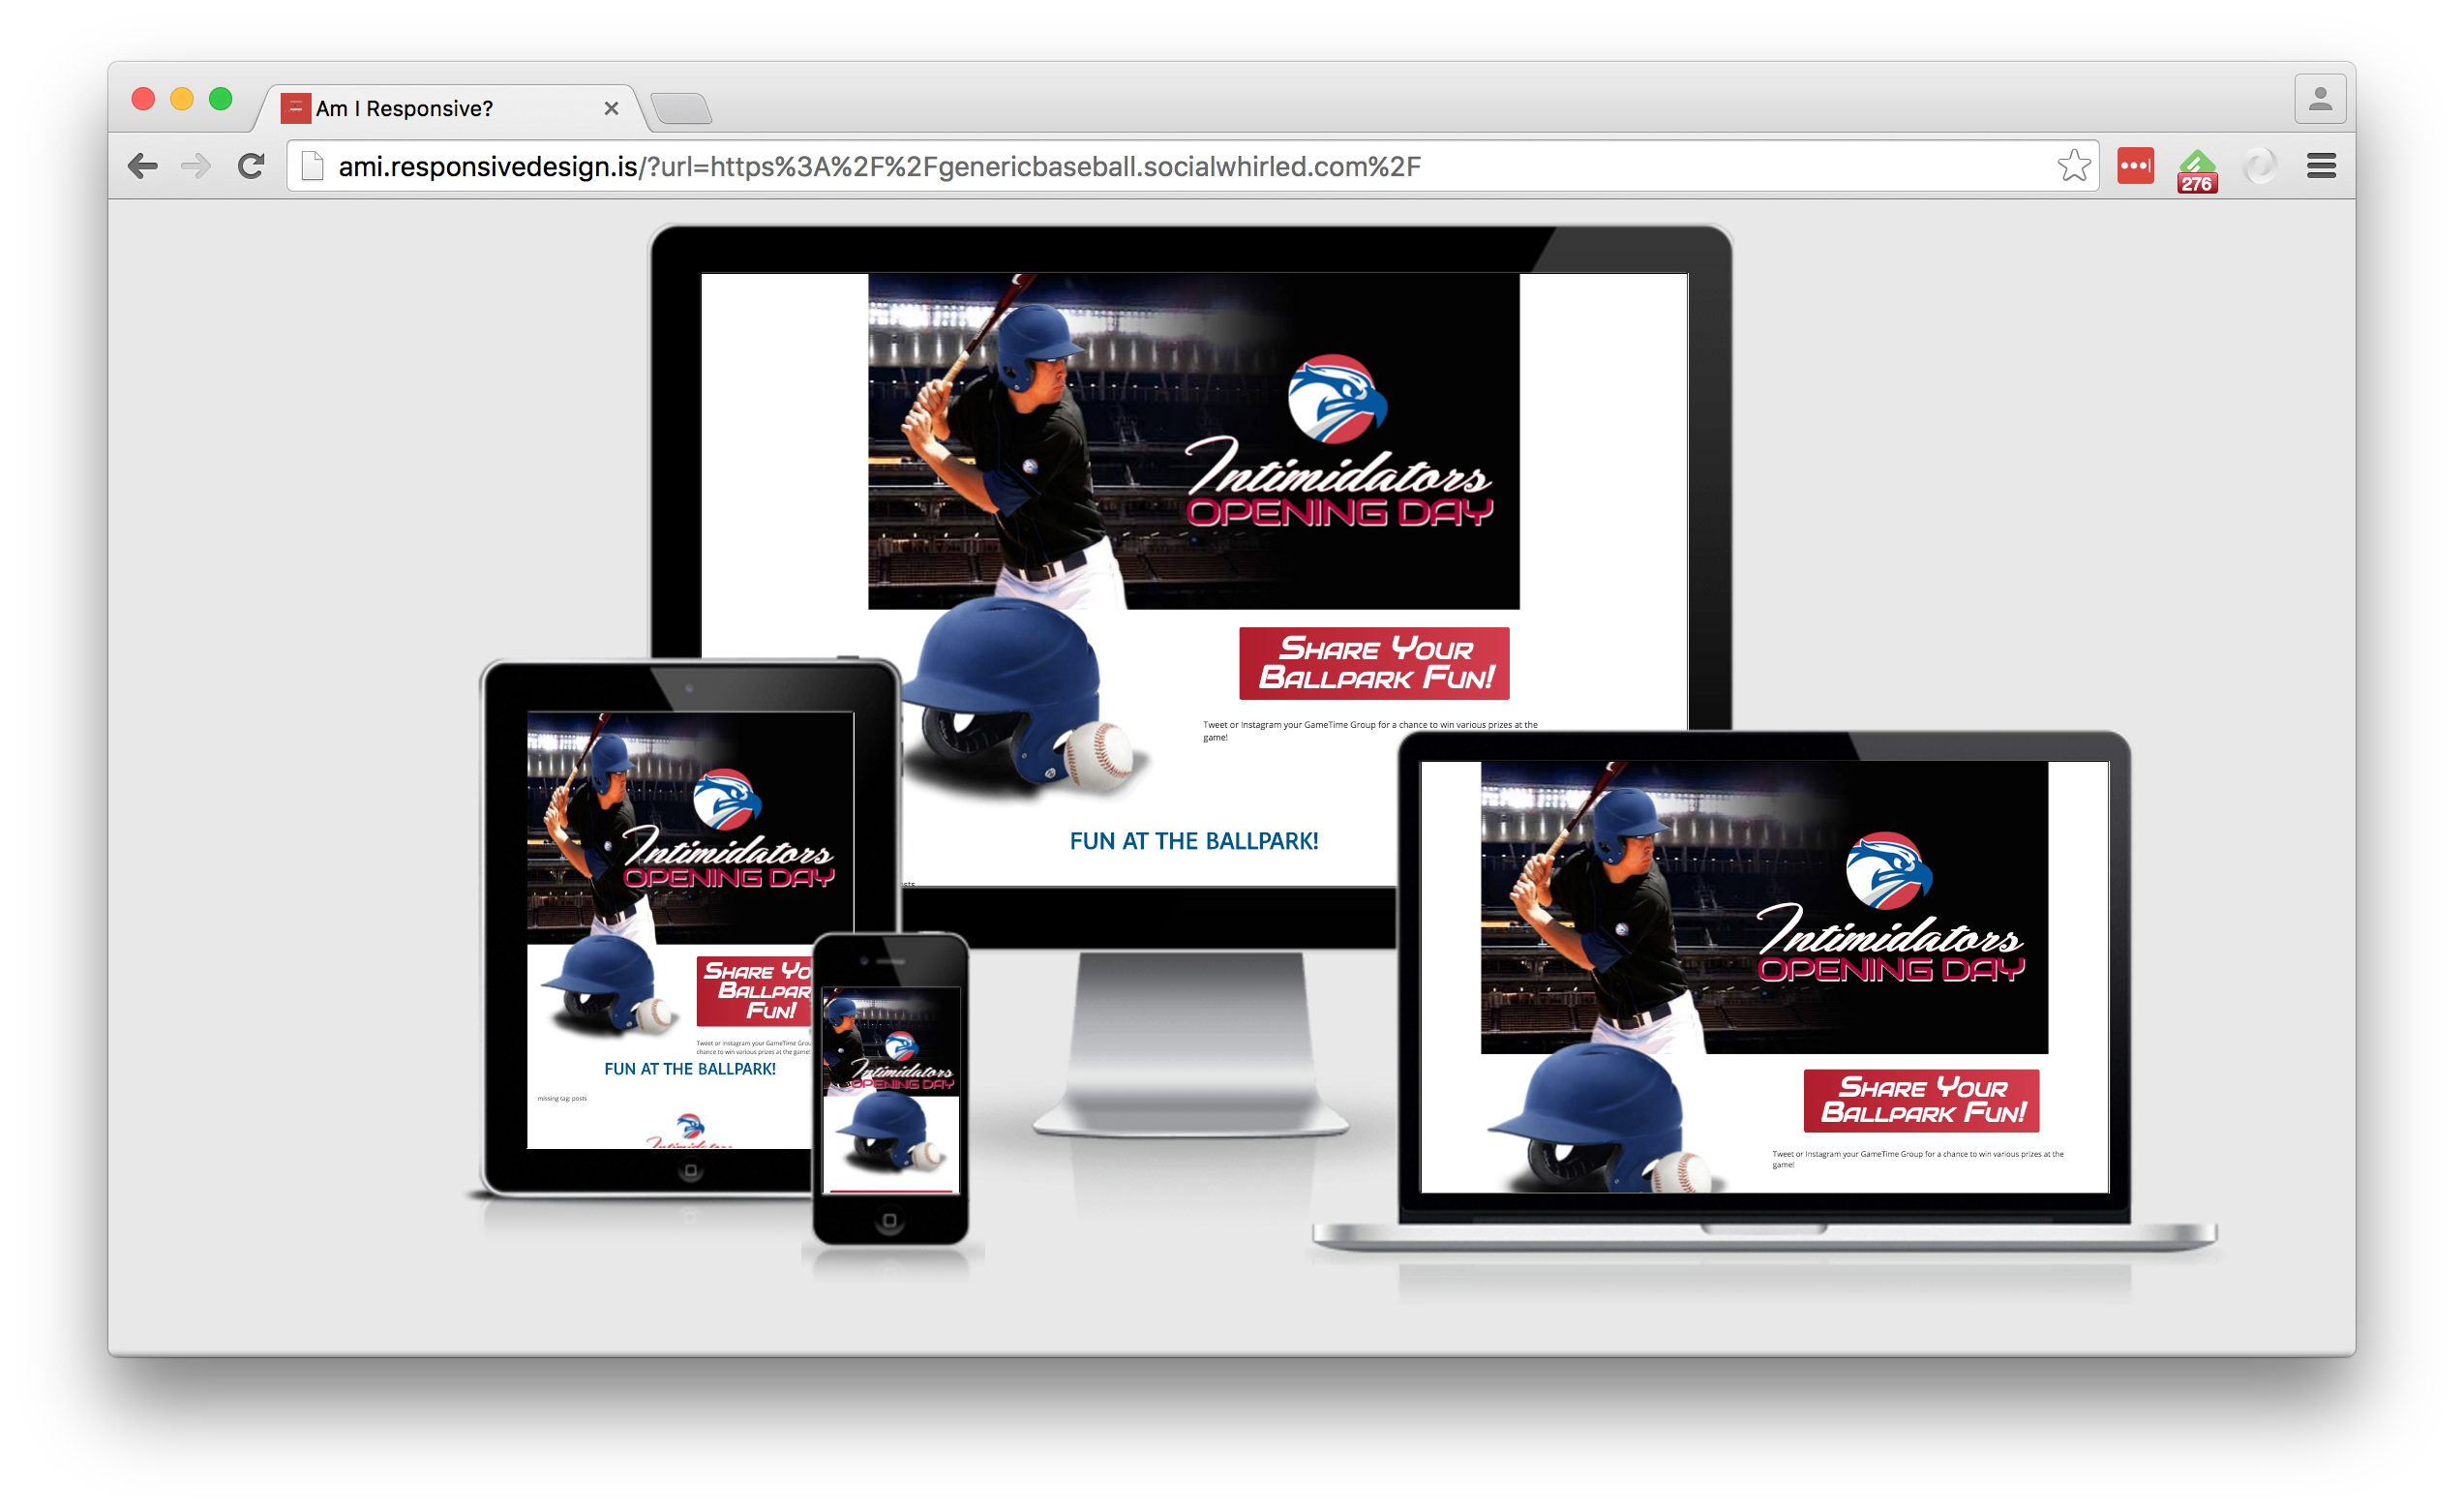 Am I Responsive?
ami.responsivedesign.is/?url=https%3A%2F%2Fgenericbaseball.socialwhirled.com%2F
276
Intimidators
OPENING DAY
SHARE YOUR
BALLPARK FUN!
Tweet or Instagram your GameTime Group for a chance to win various prizes at the
game!
FUN AT THE BALLPARK!
Intimidators
OPENING DAY
SHARE YO
BALLPAR
FUN!
Tweet or Instagram your GameTime Grou
chance to win various prizes at the game!
FUN AT THE BALLPARK!
missing tag: posts
Intimidators
Intimidators
OPENING DAY
Intimidators
OPENING DAY
SHARE YOUR
BALLPARK FUN!
Tweet or Instagram your GameTime Group for a chance to win various prizes at the
game!